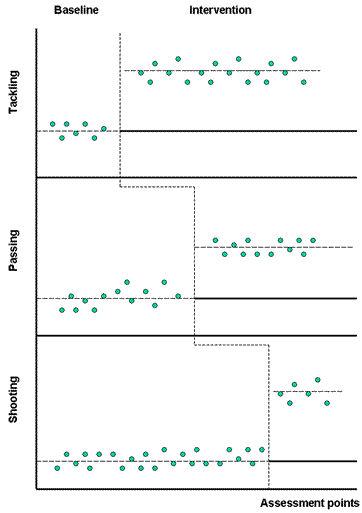 Baseline
Intervention
Tackling
Passing
Shooting
Assessment points